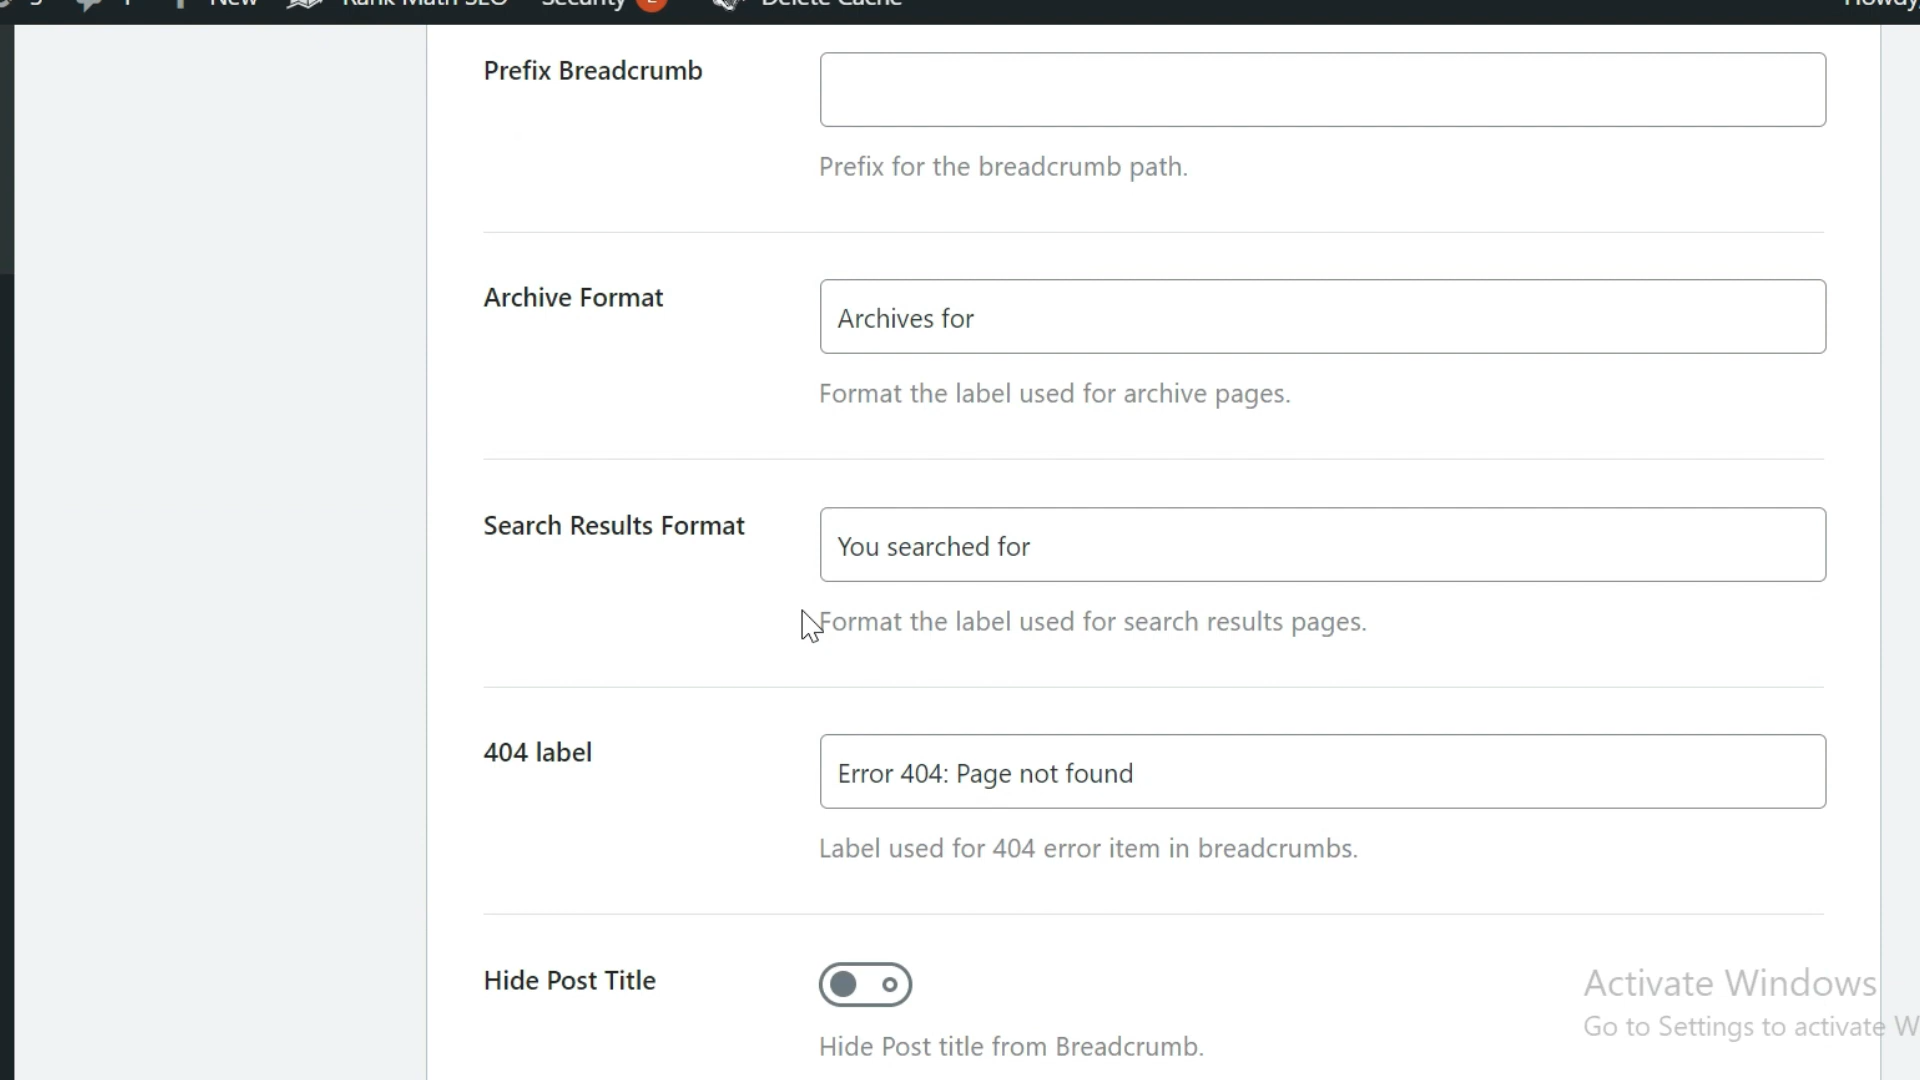 New Rank Math SEO Security 2 Delete Cache Howdy,
Prefix Breadcrumb
Prefix for the breadcrumb path.
Archive Format
Archives for
Format the label used for archive pages.
Search Results Format
You searched for
Format the label used for search results pages.
404 label
Error 404: Page not found
Label used for 404 error item in breadcrumbs.
Hide Post Title
Hide Post title from Breadcrumb.
Activate Windows
Go to Settings to activate W